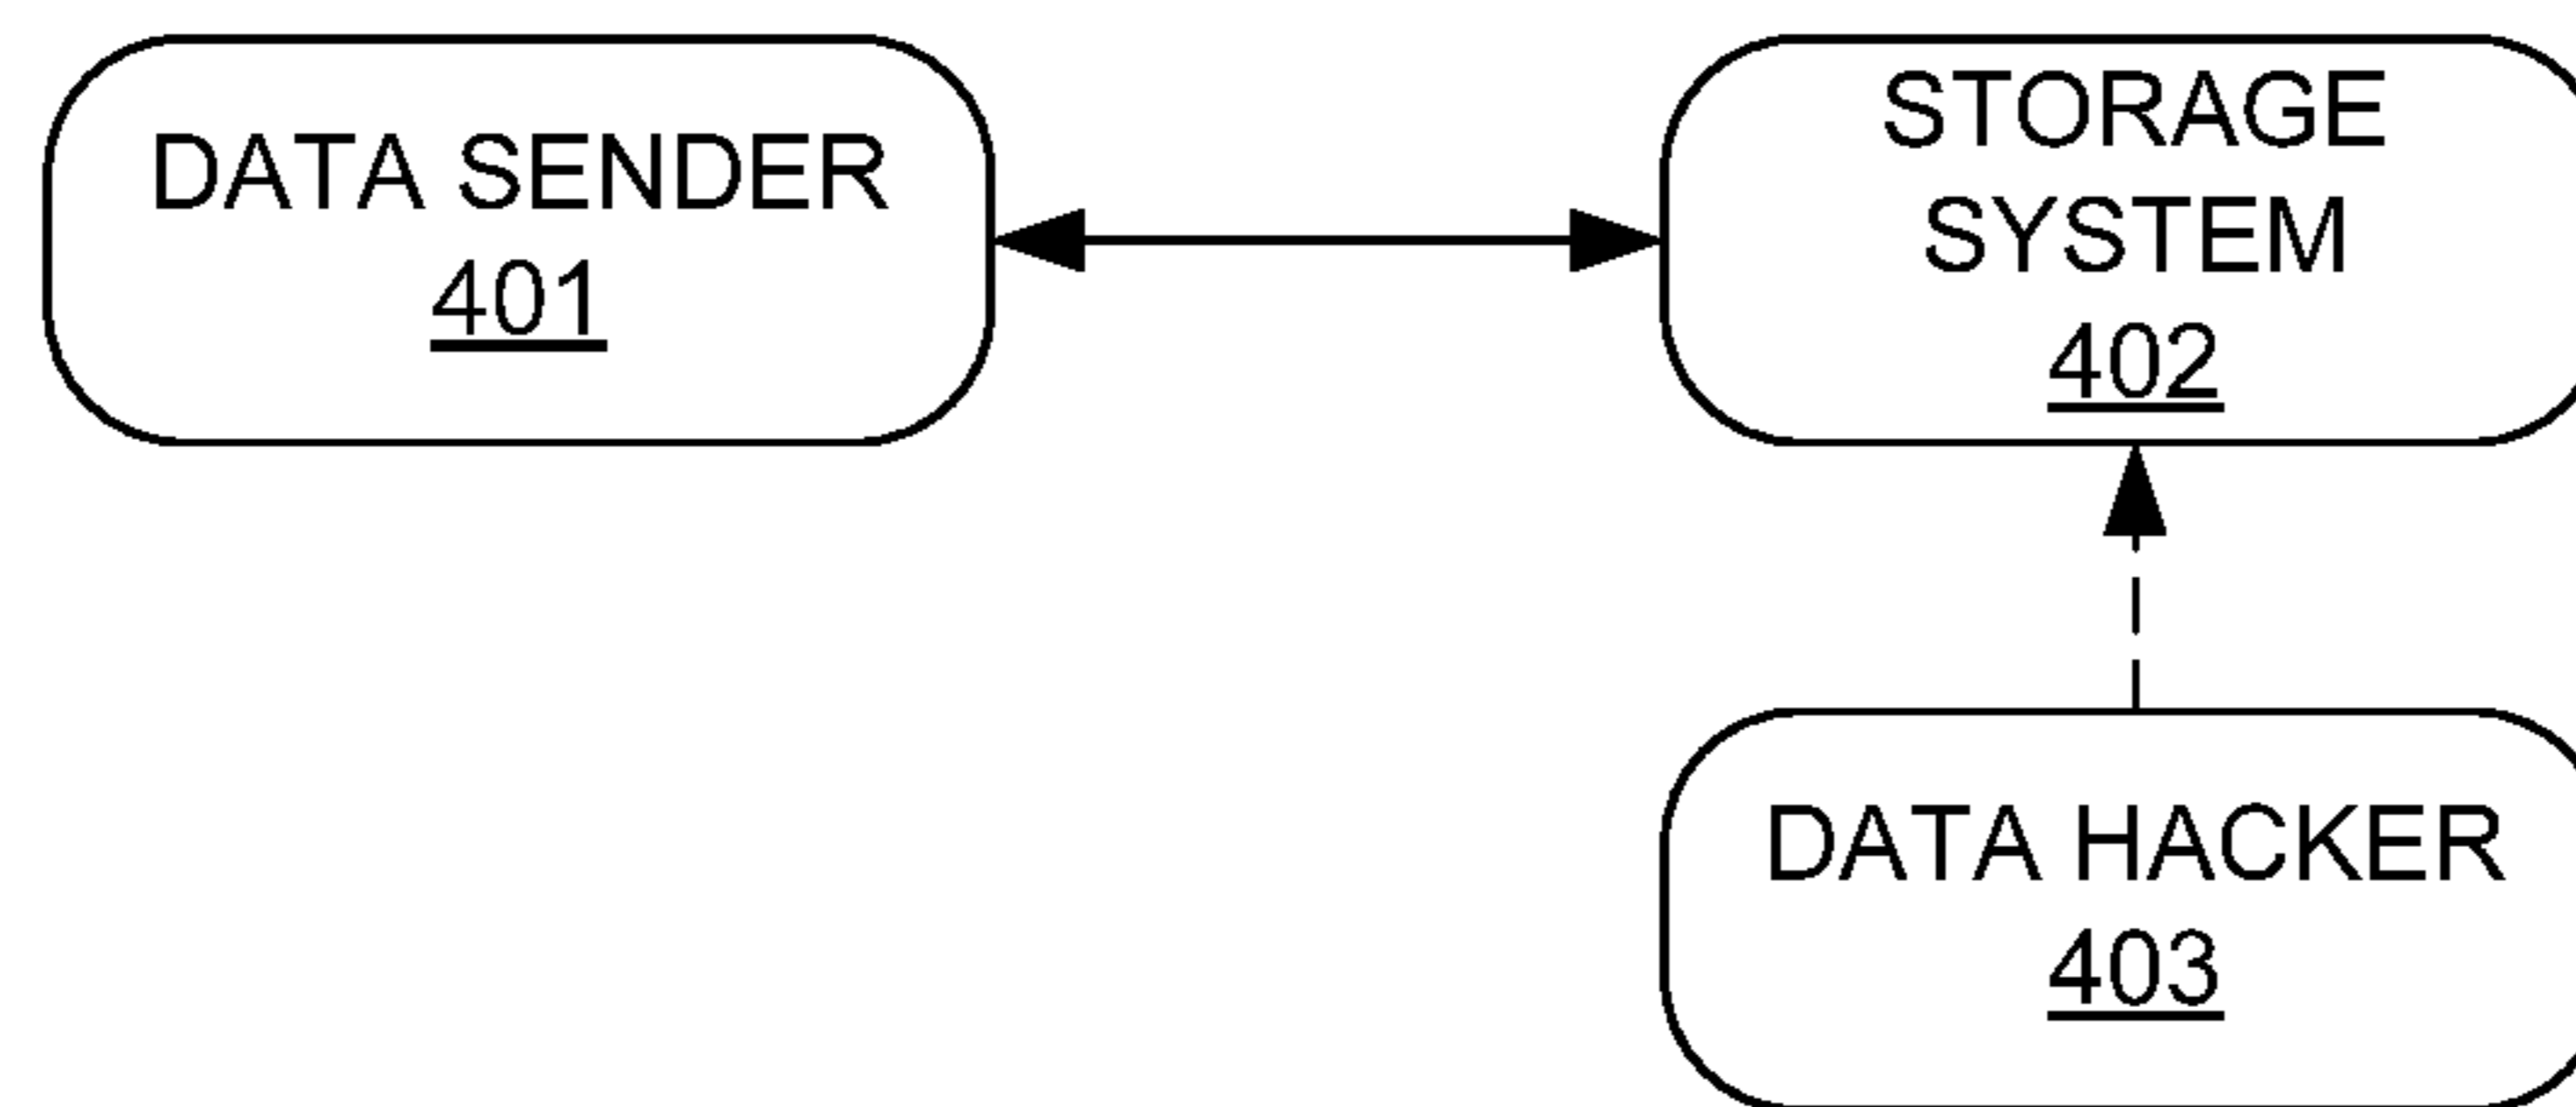 DATA SENDER
401
STORAGE
SYSTEM
402
DATA HACKER
403